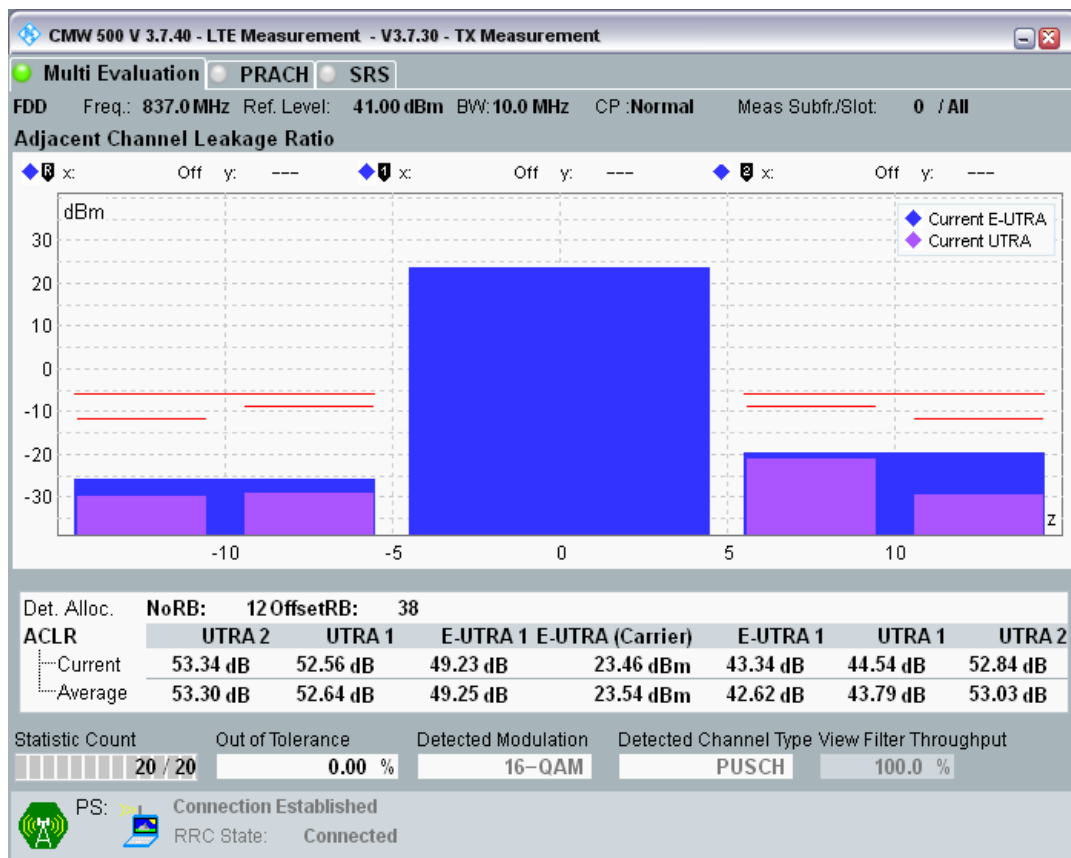 CMW 500 V 3.7.40 - LTE Measurement - V3.7.30 - TX Measurement
Multi Evaluation PRACH SRS
FDD Freq.: 837.0 MHz Ref. Level: 41.00 dBm BW: 10.0 MHz CP :Normal Meas Subfr./Slot: 0 / All
Adjacent Channel Leakage Ratio
R x: Off y: --- 1 x: Off y: --- 2 x: Off y: ---
dBm
Current E-UTRA
Current UTRA
30
20
10
0
-10
-20
-30
z
-10 -5 0 5 10
Det. Alloc. NoRB: 12 OffsetRB: 38
ACLR UTRA 2 UTRA 1 E-UTRA 1 E-UTRA (Carrier) E-UTRA 1 UTRA 1 UTRA 2
Current 53.34 dB 52.56 dB 49.23 dB 23.46 dBm 43.34 dB 44.54 dB 52.84 dB
Average 53.30 dB 52.64 dB 49.25 dB 23.54 dBm 42.62 dB 43.79 dB 53.03 dB
Statistic Count Out of Tolerance Detected Modulation Detected Channel Type View Filter Throughput
20 / 20 0.00 % 16-QAM PUSCH 100.0 %
PS: Connection Established
RRC State: Connected